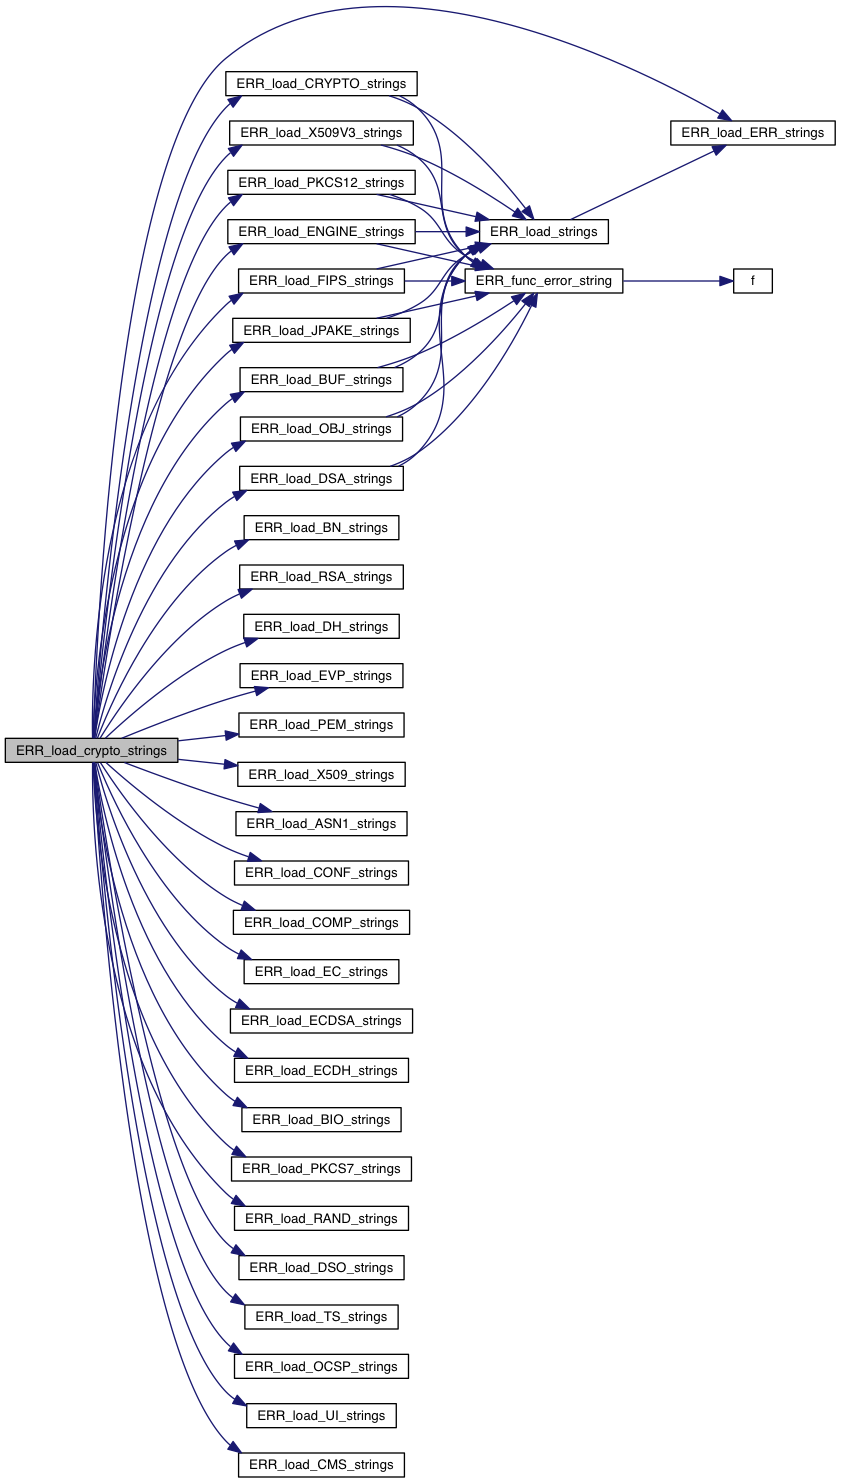 ERR_load_CRYPTO_strings
ERR_load_X509V3_strings
ERR_load_ERR_strings
ERR_load_PKCS12_strings
ERR_load_ENGINE_strings
ERR_load_strings
ERR_load_FIPS_strings
ERR_func_error_string
f
ERR_load_JPAKE_strings
ERR_load_BUF_strings
ERR_load_OBJ_strings
ERR_load_DSA_strings
ERR_load_BN_strings
ERR_load_RSA_strings
ERR_load_DH_strings
ERR_load_EVP_strings
ERR_load_PEM_strings
ERR_load_crypto_strings
ERR_load_X509_strings
ERR_load_ASN1_strings
ERR_load_CONF_strings
ERR_load_COMP_strings
ERR_load_EC_strings
ERR_load_ECDSA_strings
ERR_load_ECDH_strings
ERR_load_BIO_strings
ERR_load_PKCS7_strings
ERR_load_RAND_strings
ERR_load_DSO_strings
ERR_load_TS_strings
ERR_load_OCSP_strings
ERR_load_UI_strings
ERR_load_CMS_strings